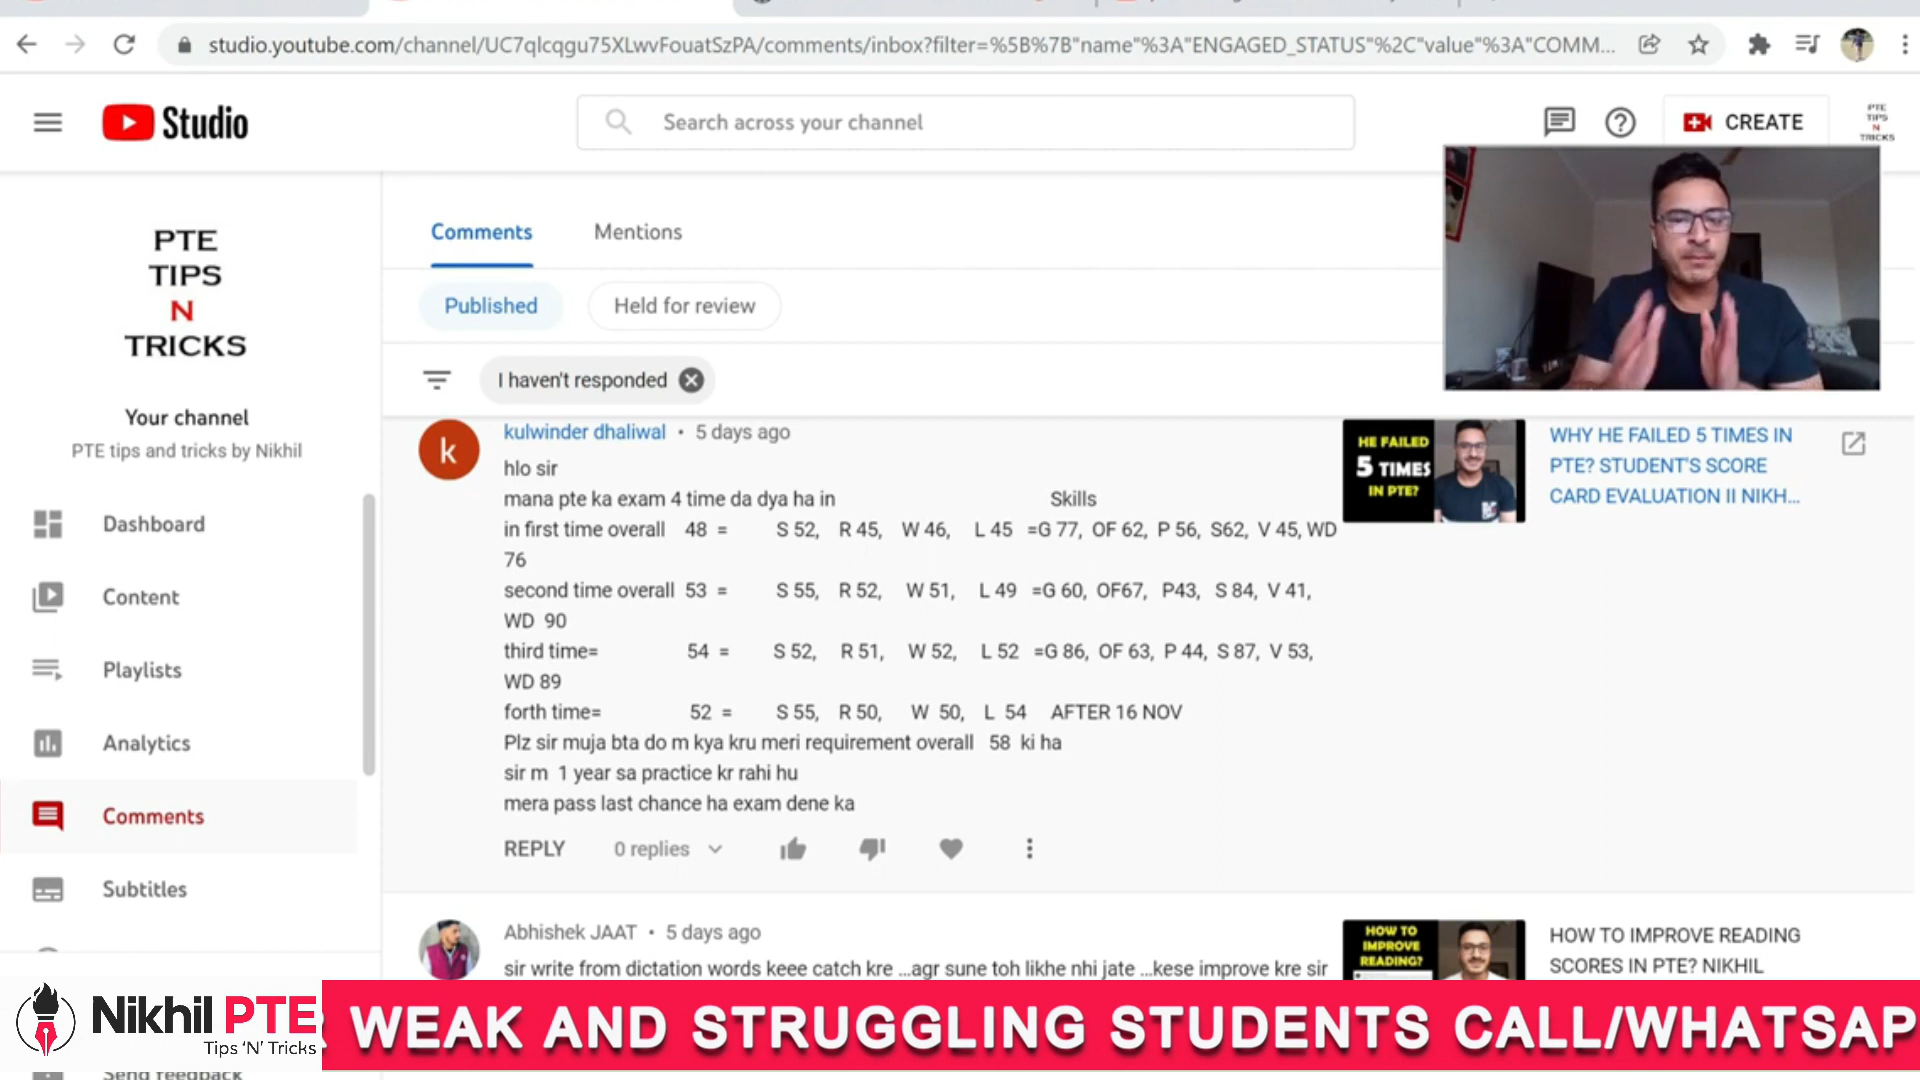 studio.youtube.com/channel/UC7qlcqgu75XLwvFouatSzPA/comments/inbox?filter=%5B%7B"name"%3A"ENGAGED_STATUS"%2C"value"%3A"COMM...
Studio
Search across your channel
CREATE
PTE
TIPS
N
TRICKS
PTE
TIPS
N
TRICKS
Your channel
PTE tips and tricks by Nikhil
Dashboard
Content
Playlists
Analytics
Comments
Subtitles
Send feedback
Comments
Mentions
Published
Held for review
I haven't responded
k
kulwinder dhaliwal • 5 days ago
hlo sir
mana pte ka exam 4 time da dya ha in Skills
in first time overall 48 = S 52, R 45, W 46, L 45 =G 77, OF 62, P 56, S62, V 45, WD
76
second time overall 53 = S 55, R 52, W 51, L 49 =G 60, OF67, P43, S 84, V 41,
WD 90
third time= 54 = S 52, R 51, W 52, L 52 =G 86, OF 63, P 44, S 87, V 53,
WD 89
forth time= 52 = S 55, R 50, W 50, L 54 AFTER 16 NOV
Plz sir muja bta do m kya kru meri requirement overall 58 ki ha
sir m 1 year sa practice kr rahi hu
mera pass last chance ha exam dene ka
REPLY
0 replies
HE FAILED
5 TIMES
IN PTE?
WHY HE FAILED 5 TIMES IN
PTE? STUDENT'S SCORE
CARD EVALUATION II NIKH...
Abhishek JAAT • 5 days ago
sir write from dictation words keee catch kre ...agr sune toh likhe nhi jate ...kese improve kre sir
HOW TO
IMPROVE
READING?
HOW TO IMPROVE READING
SCORES IN PTE? NIKHIL
Nikhil PTE
Tips 'N' Tricks
R WEAK AND STRUGGLING STUDENTS CALL/WHATSAP